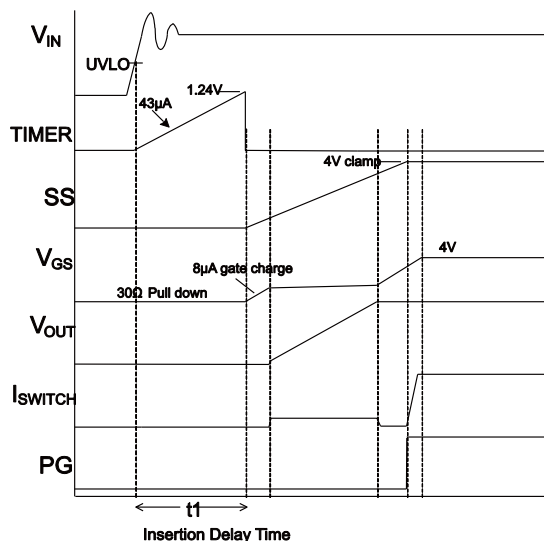 VIN
UVLO
1.24V
43µA
TIMER
4V clamp
SS
VGS
4V
8µA gate charge
30Ω Pull down
VOUT
ISWITCH
PG
t1
Insertion Delay Time